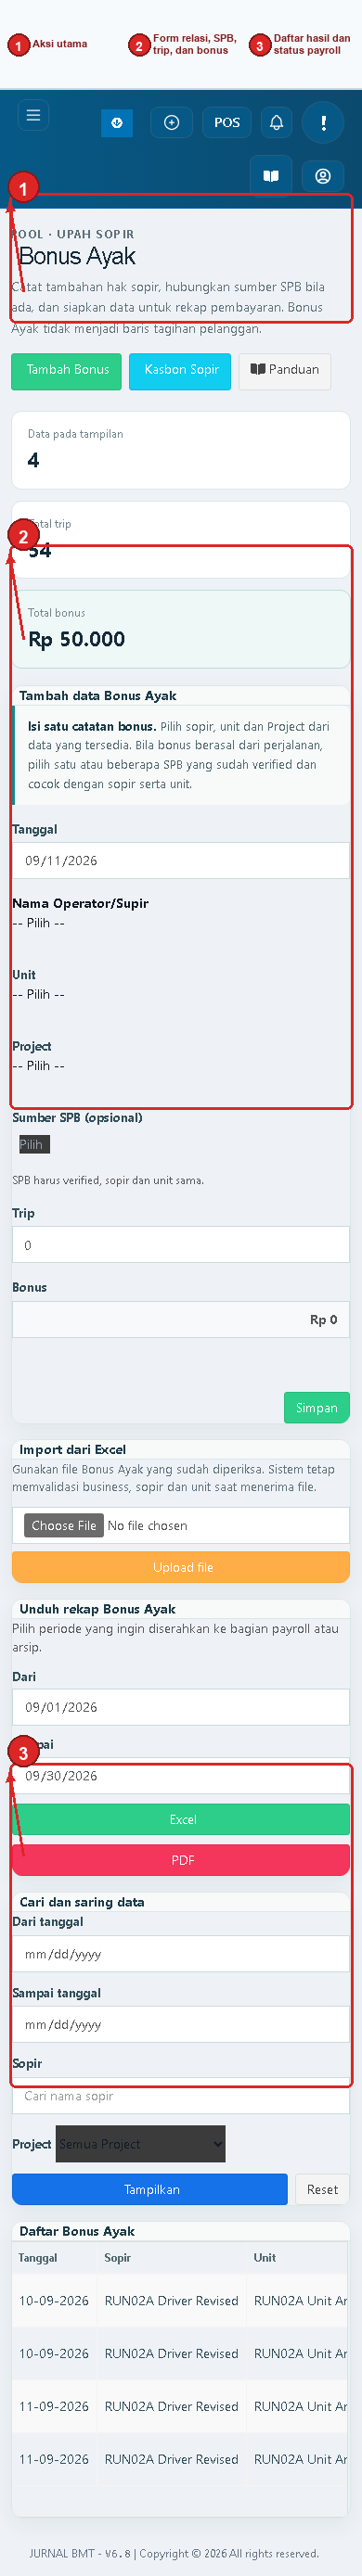 1 Aksi utama
2 Form relasi, SPB, trip, dan bonus
3 Daftar hasil dan status payroll
POS
!
1
POOL · UPAH SOPIR
Bonus Ayak
Catat tambahan hak sopir, hubungkan sumber SPB bila
ada, dan siapkan data untuk rekap pembayaran. Bonus
Ayak tidak menjadi baris tagihan pelanggan.
Tambah Bonus
Kasbon Sopir
Panduan
Data pada tampilan
4
2
Total trip
54
Total bonus
Rp 50.000
Tambah data Bonus Ayak
Isi satu catatan bonus. Pilih sopir, unit dan Project dari
data yang tersedia. Bila bonus berasal dari perjalanan,
pilih satu atau beberapa SPB yang sudah verified dan
cocok dengan sopir serta unit.
Tanggal
09/11/2026
Nama Operator/Supir
-- Pilih --
Unit
-- Pilih --
Project
-- Pilih --
Sumber SPB (opsional)
Pilih
SPB harus verified, sopir dan unit sama.
Trip
0
Bonus
Rp 0
Simpan
Import dari Excel
Gunakan file Bonus Ayak yang sudah diperiksa. Sistem tetap
memvalidasi business, sopir dan unit saat menerima file.
Choose File No file chosen
Upload file
Unduh rekap Bonus Ayak
Pilih periode yang ingin diserahkan ke bagian payroll atau
arsip.
Dari
09/01/2026
3
09/30/2026
Excel
PDF
Cari dan saring data
Dari tanggal
mm/dd/yyyy
Sampai tanggal
mm/dd/yyyy
Sopir
Cari nama sopir
Project Semua Project
Tampilkan
Reset
Daftar Bonus Ayak
Tanggal Sopir Unit
10-09-2026 RUN02A Driver Revised RUN02A Unit
10-09-2026 RUN02A Driver Revised RUN02A Unit
11-09-2026 RUN02A Driver Revised RUN02A Unit
11-09-2026 RUN02A Driver Revised RUN02A Unit
JURNAL BMT - V6.8 | Copyright © 2026 All rights reserved.